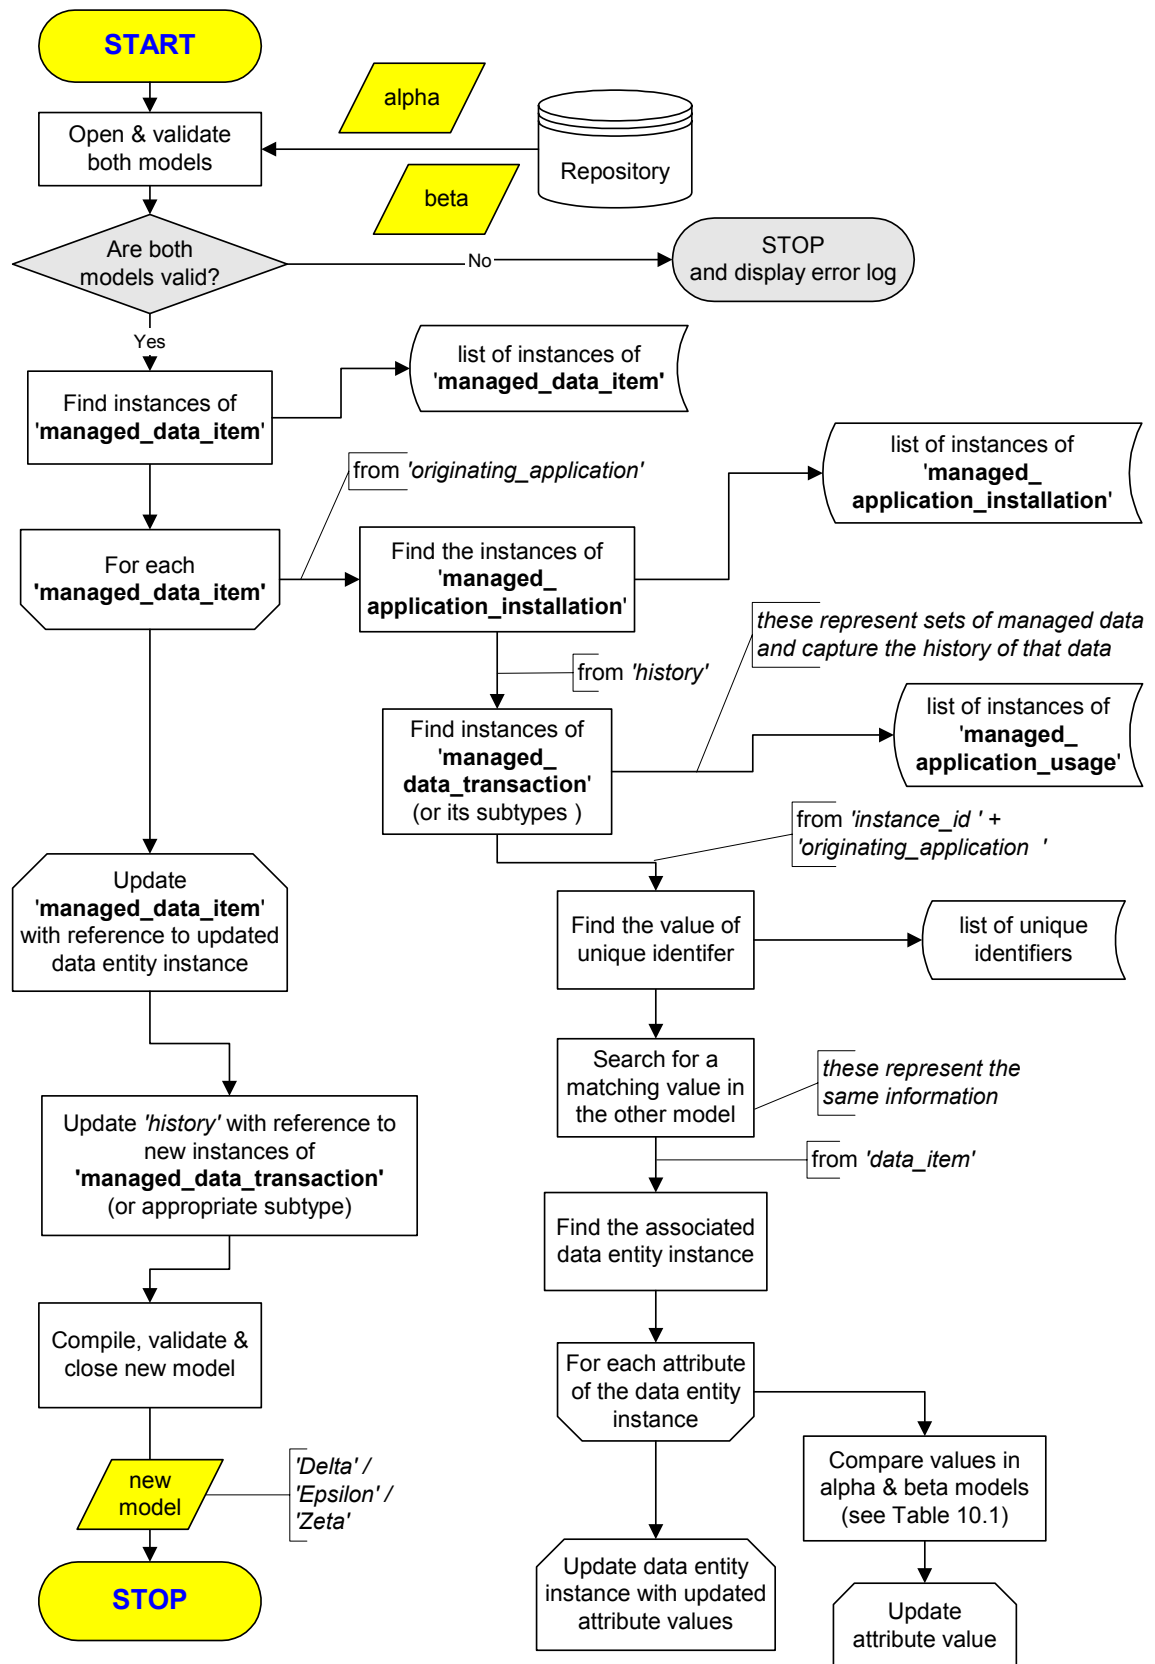 START
alpha
Open & validate
both models
Repository
beta
Are both
models valid?
No
STOP
and display error log
Yes
list of instances of
'managed_data_item'
Find instances of
'managed_data_item'
from 'originating_application'
list of instances of
'managed_
application_installation'
For each
'managed_data_item'
Find the instances of
'managed_
application_installation'
these represent sets of managed data
and capture the history of that data
from 'history'
Find instances of
'managed_
data_transaction'
(or its subtypes )
list of instances of
'managed_
application_usage'
from 'instance_id ' +
'originating_application '
Update
'managed_data_item'
with reference to updated
data entity instance
Find the value of
unique identifer
list of unique
identifiers
Search for a
matching value in
the other model
these represent the
same information
Update 'history' with reference to
new instances of
'managed_data_transaction'
(or appropriate subtype)
from 'data_item'
Find the associated
data entity instance
Compile, validate &
close new model
For each attribute
of the data entity
instance
new
model
'Delta' /
'Epsilon' /
'Zeta'
Compare values in
alpha & beta models
(see Table 10.1)
STOP
Update data entity
instance with updated
attribute values
Update
attribute value